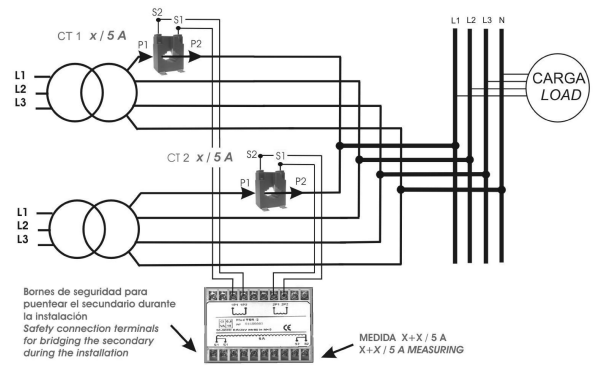 S2
S1
L1 L2 L3 N
CT 1 x / 5 A
P1
P2
CARGA
LOAD
L1
L2
L3
CT 2 x / 5 A
S2
S1
P1
P2
L1
L2
L3
Bornes de seguridad para
puentear el secundario durante
la instalación
Safety connection terminals
for bridging the secondary
during the installation
CE
MEDIDA X+X / 5 A
X+X / 5 A MEASURING